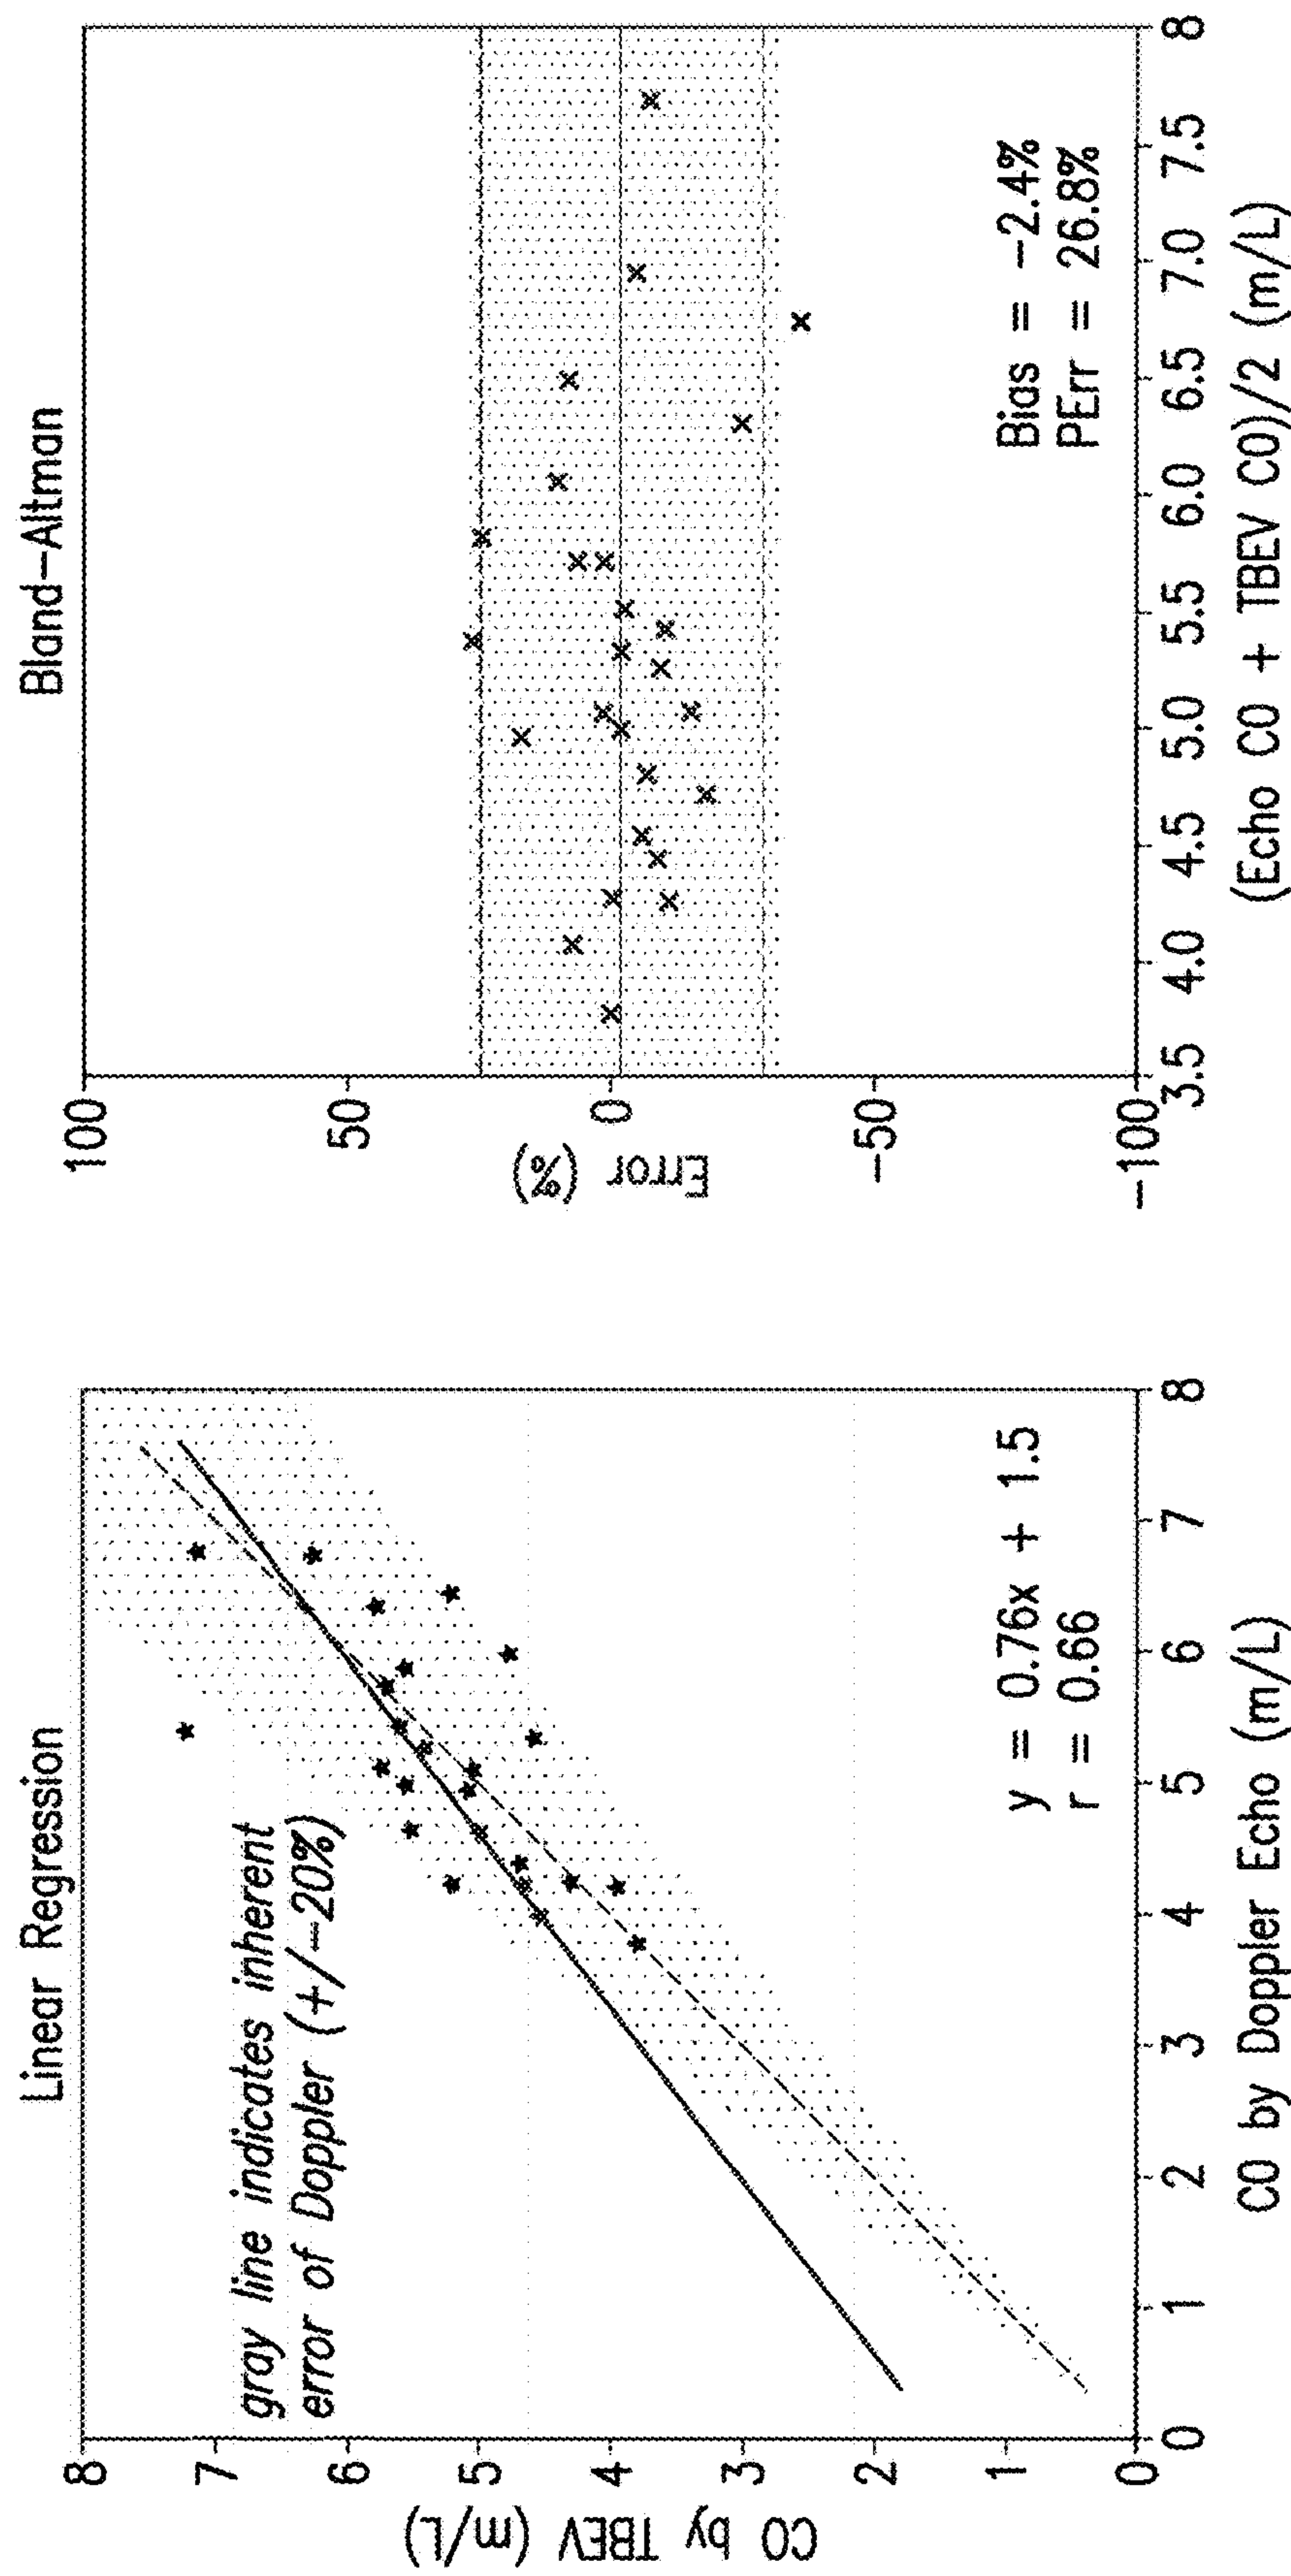 Linear Regression
gray line indicates inherent
error of Doppler (+/-20%)
CO by TBEV (m/L)
8
7
6
5
4
3
2
1
0
y = 0.76x + 1.5
r = 0.66
0 1 2 3 4 5 6 7 8
CO by Doppler Echo (m/L)
Bland-Altman
Error (%)
100
50
0
-50
-100
Bias = -2.4%
PErr = 26.8%
3.5 4.0 4.5 5.0 5.5 6.0 6.5 7.0 7.5 8
(Echo CO + TBEV CO)/2 (m/L)